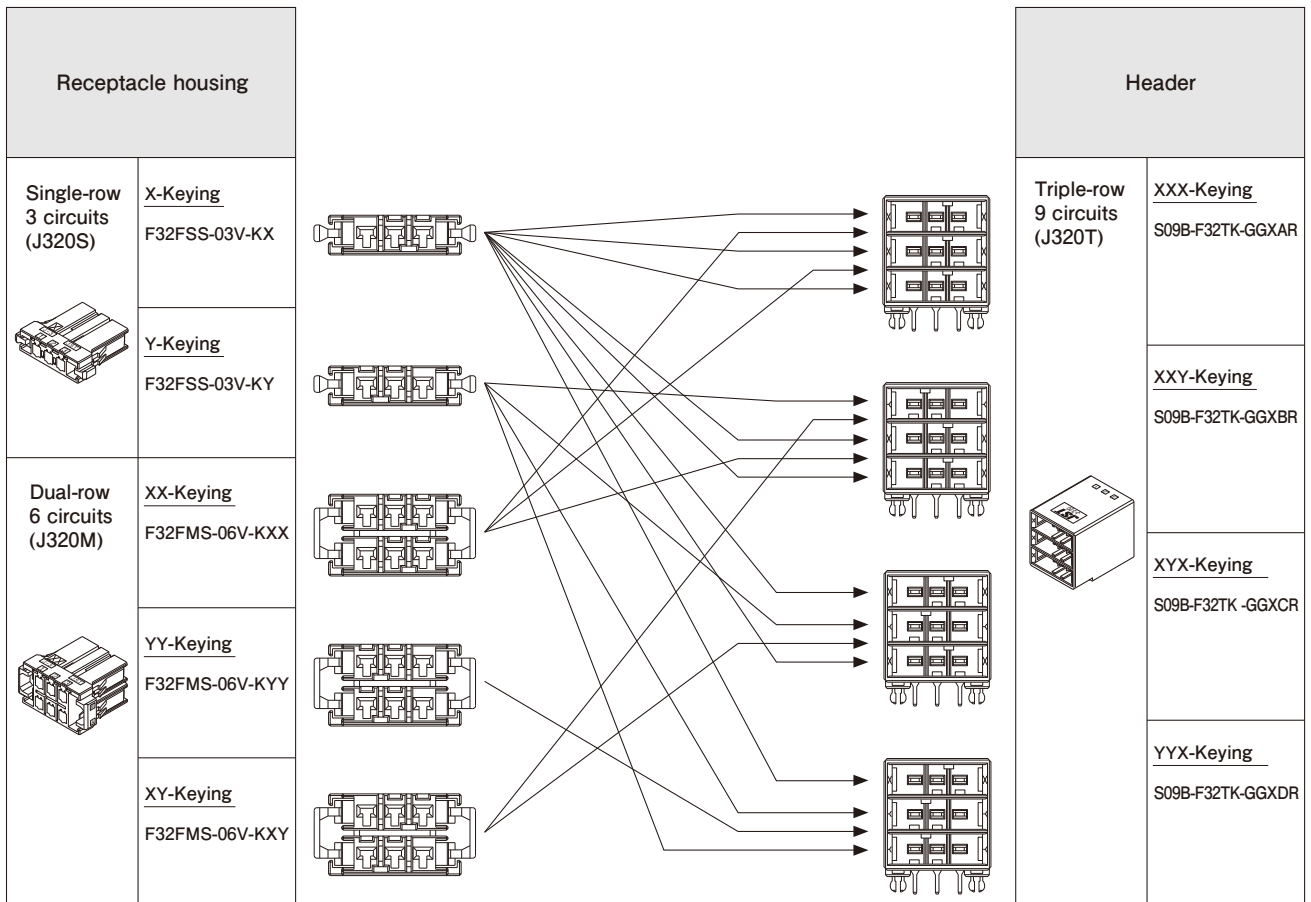 Receptacle housing
Single-row
3 circuits
(J320S)
X-Keying
F32FSS-03V-KX
Y-Keying
F32FSS-03V-KY
Dual-row
6 circuits
(J320M)
XX-Keying
F32FMS-06V-KXX
YY-Keying
F32FMS-06V-KYY
XY-Keying
F32FMS-06V-KXY
Header
Triple-row
9 circuits
(J320T)
XXX-Keying
S09B-F32TK-GGXAR
XXY-Keying
S09B-F32TK-GGXBR
XYX-Keying
S09B-F32TK -GGXCR
YYX-Keying
S09B-F32TK-GGXDR
JST